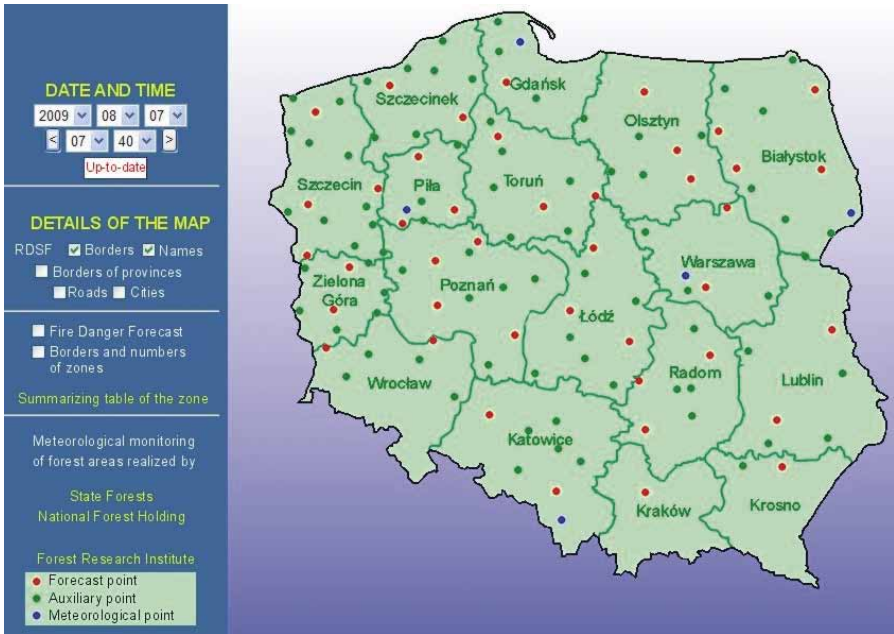 DATE AND TIME
2009 08 07
< 07 40 >
Up-to-date
DETAILS OF THE MAP
RDSF Borders Names
Borders of provinces
Roads Cities
Fire Danger Forecast
Borders and numbers
of zones
Summarizing table of the zone
Meteorological monitoring
of forest areas realized by
State Forests
National Forest Holding
Forest Research Institute
Forecast point
Auxiliary point
Meteorological point
Gdańsk
Szczecinek
Olsztyn
Białystok
Szczecin
Piła
Toruń
Warszawa
Zielona
Góra
Poznań
Łódź
Wrocław
Radom
Lublin
Katowice
Kraków
Krosno